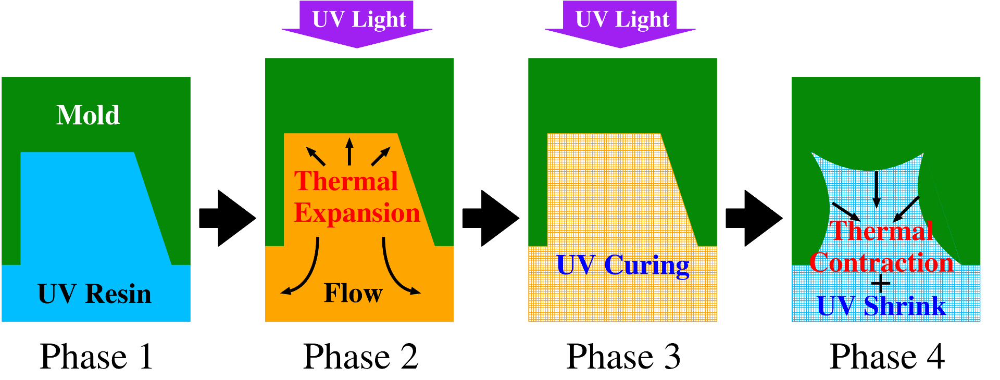 UV Light
UV Light
Mold
Thermal
Expansion
Thermal
Contraction
+
UV Curing
UV Resin
Flow
UV Shrink
Phase 1
Phase 2
Phase 3
Phase 4